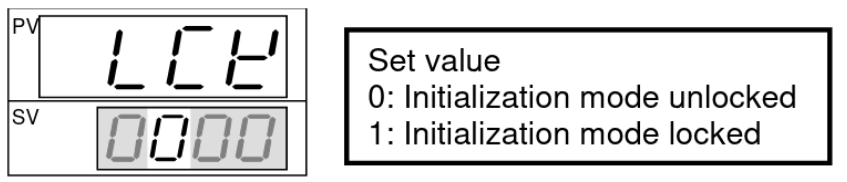 PV
LCK
SV
0000
Set value
0: Initialization mode unlocked
1: Initialization mode locked